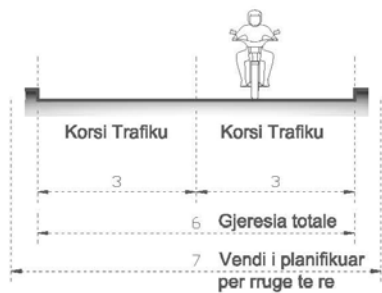 Korsi Trafiku Korsi Trafiku
3 3
6 Gjeresia totale
7 Vendi i planifikuar
per rruge te re